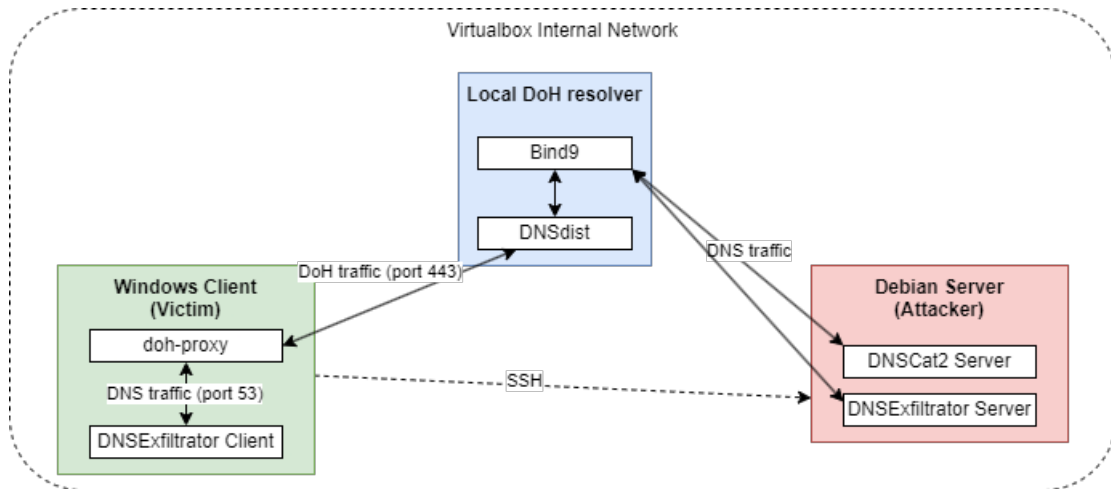 Virtualbox Internal Network
Local DoH resolver
Bind9
DNSdist
DoH traffic (port 443)
DNS traffic
Windows Client
(Victim)
doh-proxy
DNS traffic (port 53)
DNSExfiltrator Client
SSH
Debian Server
(Attacker)
DNSCat2 Server
DNSExfiltrator Server